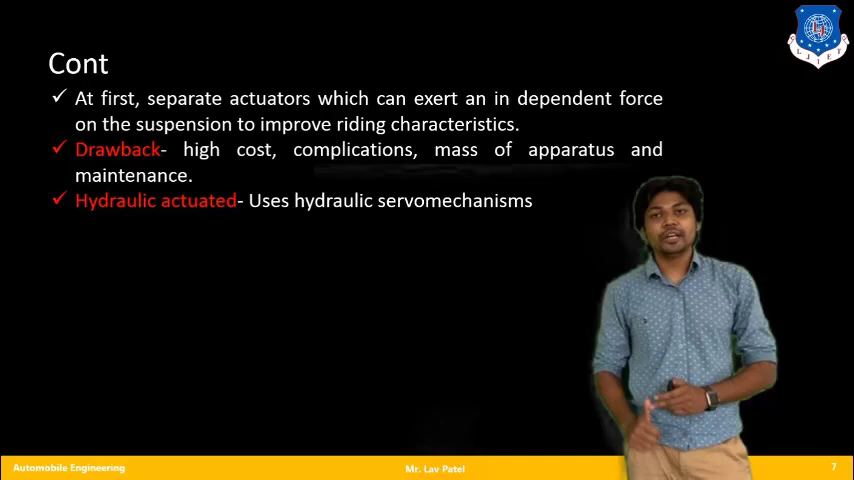 Cont
✓ At first, separate actuators which can exert an in dependent force
on the suspension to improve riding characteristics.
✓ Drawback- high cost, complications, mass of apparatus and
maintenance.
✓ Hydraulic actuated- Uses hydraulic servomechanisms
LJIET
Automobile Engineering
Mr. Lav Patel
7